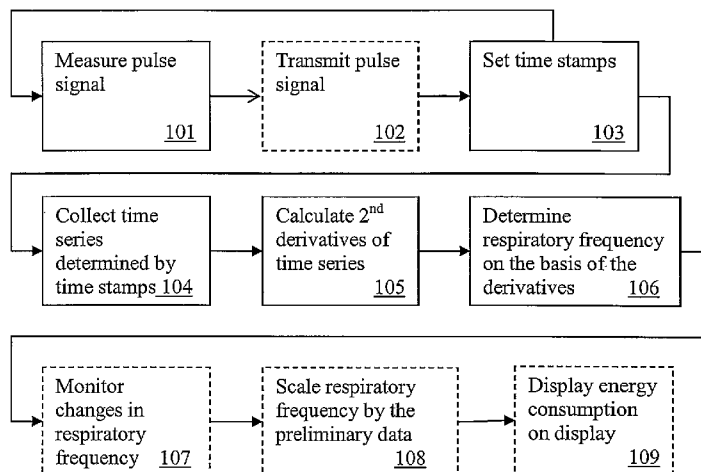 Measure pulse
signal
101
Transmit pulse
signal
102
Set time stamps
103
Collect time
series
determined by
time stamps 104
Calculate 2nd
derivatives of
time series
105
Determine
respiratory frequency
on the basis of the
derivatives 106
Monitor
changes in
respiratory
frequency 107
Scale respiratory
frequency by the
preliminary data
108
Display energy
consumption
on display
109